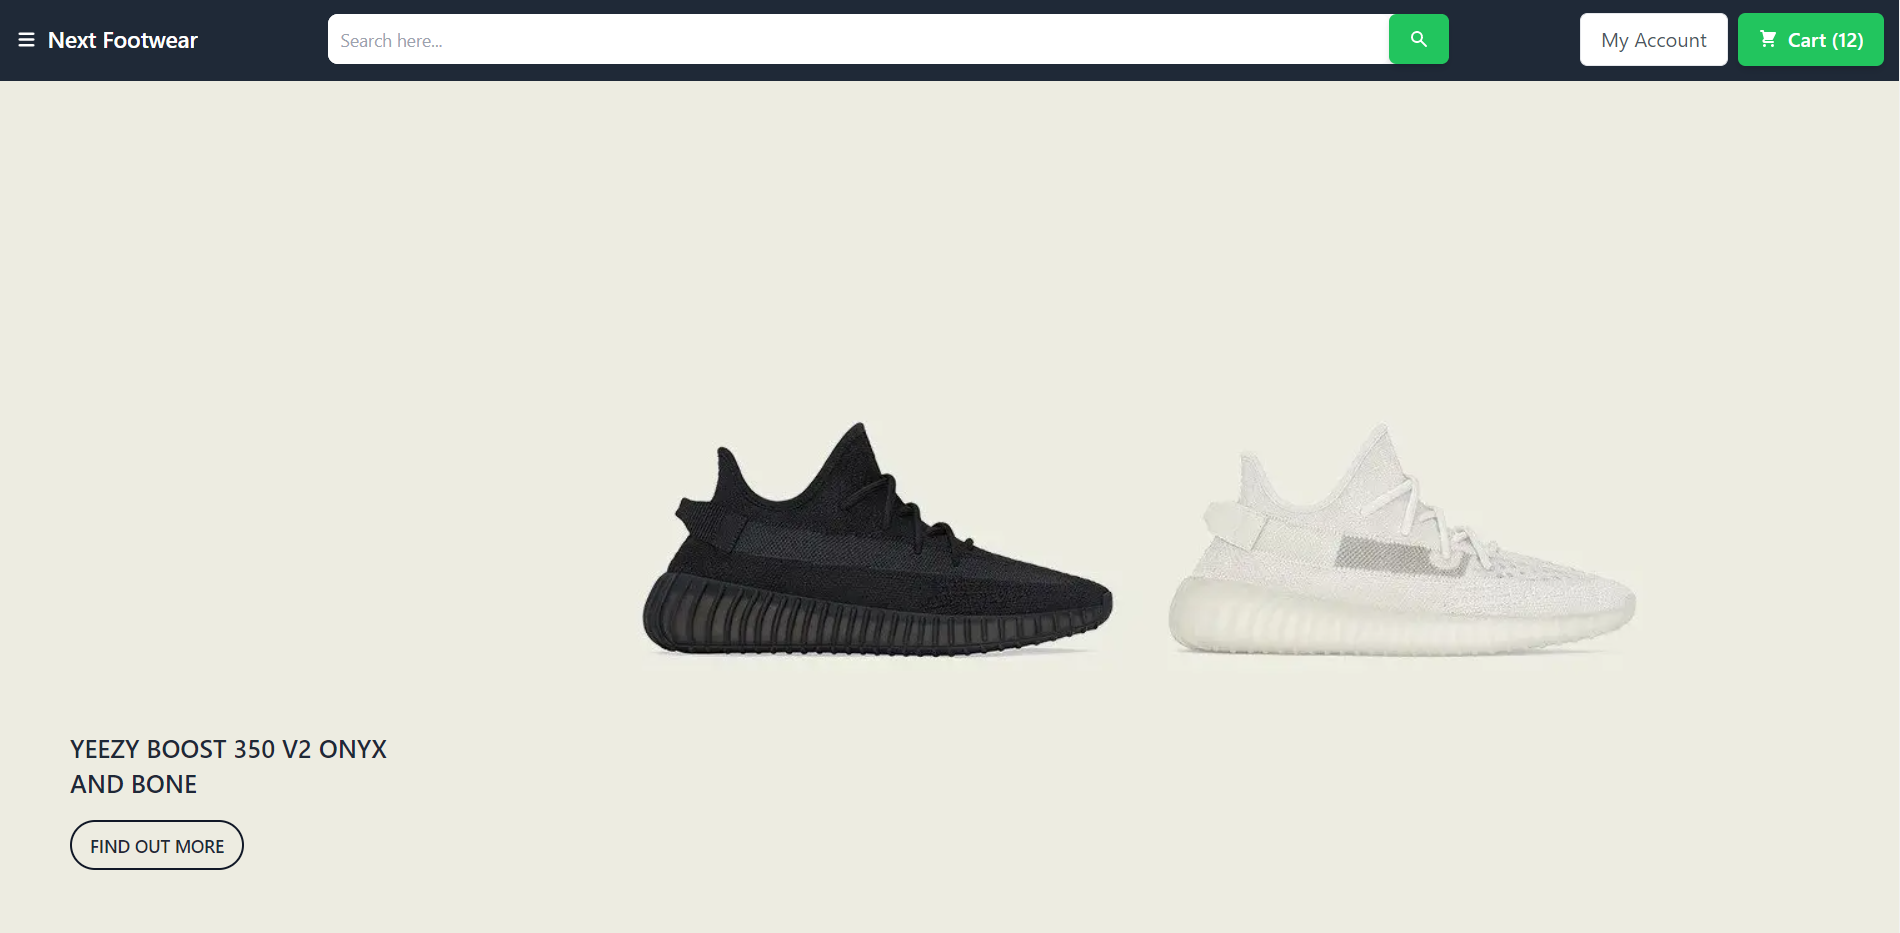 Next Footwear
Search here...
My Account
Cart (12)
YEEZY BOOST 350 V2 ONYX
AND BONE
FIND OUT MORE